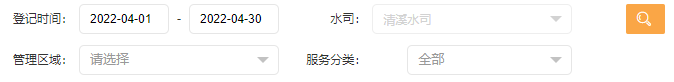 登记时间： 2022-04-01 - 2022-04-30 水司： 清溪水司
管理区域： 请选择 服务分类： 全部